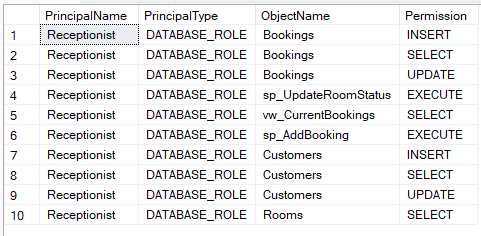 PrincipalName PrincipalType ObjectName Permission
1 Receptionist DATABASE_ROLE Bookings INSERT
2 Receptionist DATABASE_ROLE Bookings SELECT
3 Receptionist DATABASE_ROLE Bookings UPDATE
4 Receptionist DATABASE_ROLE sp_UpdateRoomStatus EXECUTE
5 Receptionist DATABASE_ROLE vw_CurrentBookings SELECT
6 Receptionist DATABASE_ROLE sp_AddBooking EXECUTE
7 Receptionist DATABASE_ROLE Customers INSERT
8 Receptionist DATABASE_ROLE Customers SELECT
9 Receptionist DATABASE_ROLE Customers UPDATE
10 Receptionist DATABASE_ROLE Rooms SELECT